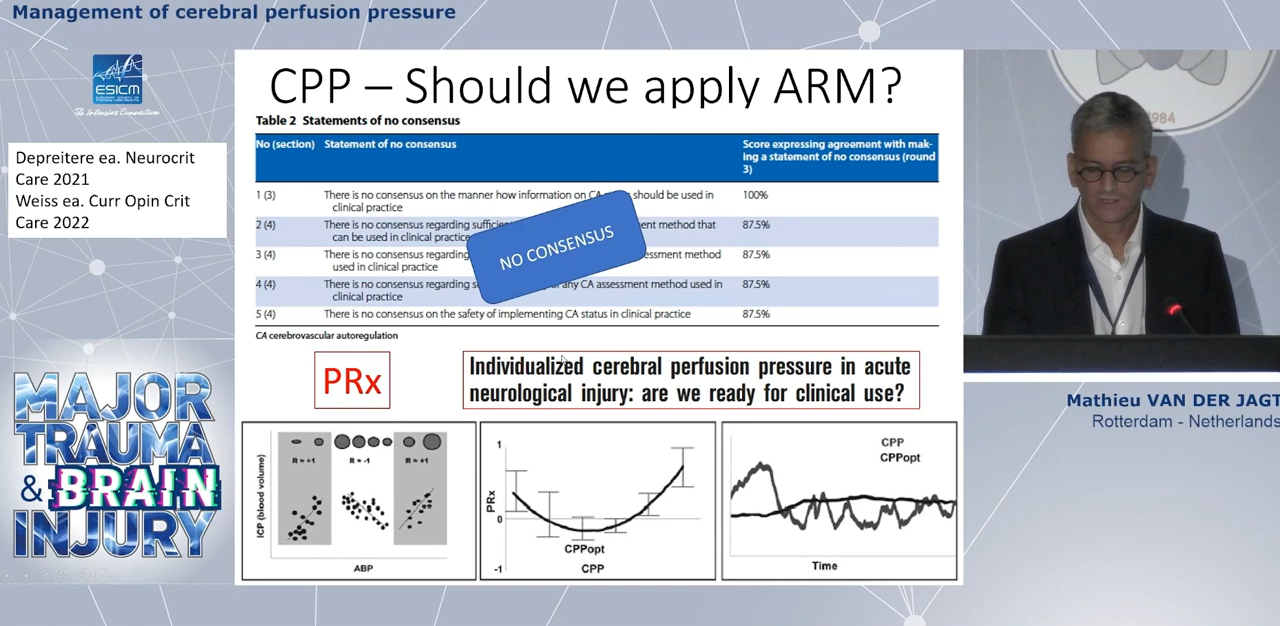 Management of cerebral perfusion pressure
ESICM
The Intensive Connection
Depreitere ea. Neurocrit
Care 2021
Weiss ea. Curr Opin Crit
Care 2022
MAJOR
TRAUMA
& BRAIN
INJURY
CPP – Should we apply ARM?
Table 2 Statements of no consensus
No (section) Statement of no consensus Score expressing agreement with mak-
ing a statement of no consensus (round
3)
1 (3) There is no consensus on the manner how information on CA should be used in 100%
clinical practice
2 (4) There is no consensus regarding method that 87.5%
can be used in clinical practice
3 (4) There is no consensus regarding method 87.5%
used in clinical practice
4 (4) There is no consensus regarding any CA assessment method used in 87.5%
clinical practice
5 (4) There is no consensus on the safety of implementing CA status in clinical practice 87.5%
NO CONSENSUS
CA cerebrovascular autoregulation
PRx
Individualized cerebral perfusion pressure in acute
neurological injury: are we ready for clinical use?
ICP (blood volume)
R ≈ +1 R ≈ -1 R ≈ +1
ABP
1
PRx
0
-1
CPPopt
CPP
CPP
CPPopt
Time
1984
Mathieu VAN DER JAGT
Rotterdam - Netherlands